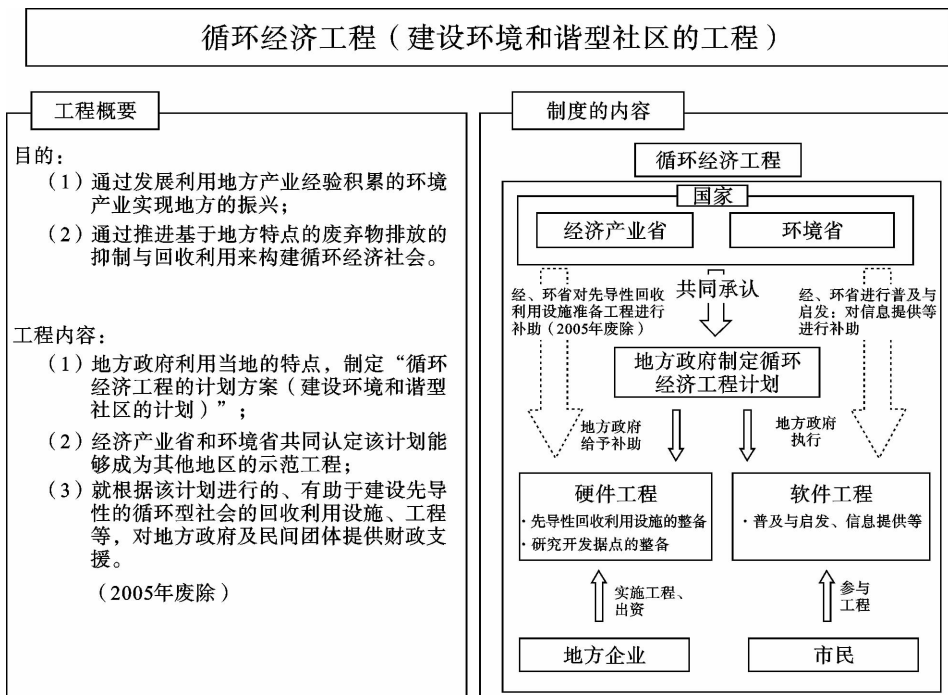 循环经济工程（建设环境和谐型社区的工程）
工程概要
目的：
（1）通过发展利用地方产业经验积累的环境
产业实现地方的振兴；
（2）通过推进基于地方特点的废弃物排放的
抑制与回收利用来构建循环经济社会。
工程内容：
（1）地方政府利用当地的特点，制定“循环
经济工程的计划方案（建设环境和谐型
社区的计划）”；
（2）经济产业省和环境省共同认定该计划能
够成为其他地区的示范工程；
（3）就根据该计划进行的、有助于建设先导
性的循环型社会的回收利用设施、工程
等，对地方政府及民间团体提供财政支
援。
（2005年废除）
制度的内容
循环经济工程
国家
经济产业省
环境省
经、环省对先导性回收
利用设施准备工程进行
补助（2005年废除）
共同承认
经、环省进行普及与
启发；对信息提供等
进行补助
地方政府制定循环
经济工程计划
地方政府
给予补助
地方政府
执行
硬件工程
·先导性回收利用设施的整备
·研究开发据点的整备
软件工程
·普及与启发、信息提供等
实施工程、
出资
参与
工程
地方企业
市民